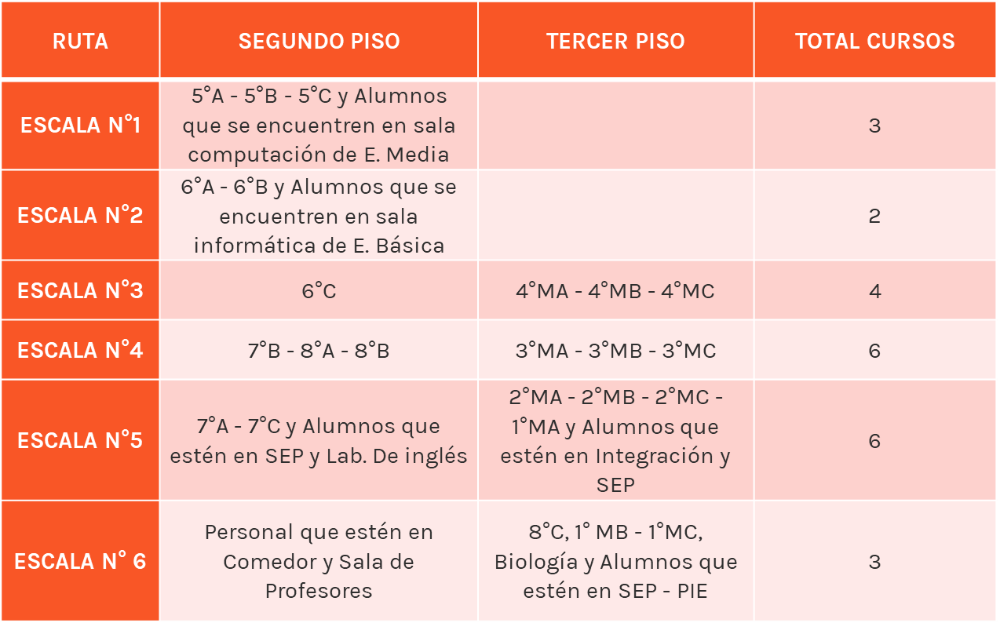 RUTA
SEGUNDO PISO
TERCER PISO
TOTAL CURSOS
ESCALA N°1
5°A - 5°B - 5°C y Alumnos
que se encuentren en sala
computación de E. Media
3
ESCALA N°2
6°A - 6°B y Alumnos que se
encuentren en sala
informática de E. Básica
2
ESCALA N°3
6°C
4°MA - 4°MB - 4°MC
4
ESCALA N°4
7°B - 8°A - 8°B
3°MA - 3°MB - 3°MC
6
ESCALA N°5
7°A - 7°C y Alumnos que
estén en SEP y Lab. De inglés
2°MA - 2°MB - 2°MC -
1°MA y Alumnos que
estén en Integración y
SEP
6
ESCALA N° 6
Personal que estén en
Comedor y Sala de
Profesores
8°C, 1° MB - 1°MC,
Biología y Alumnos que
estén en SEP - PIE
3